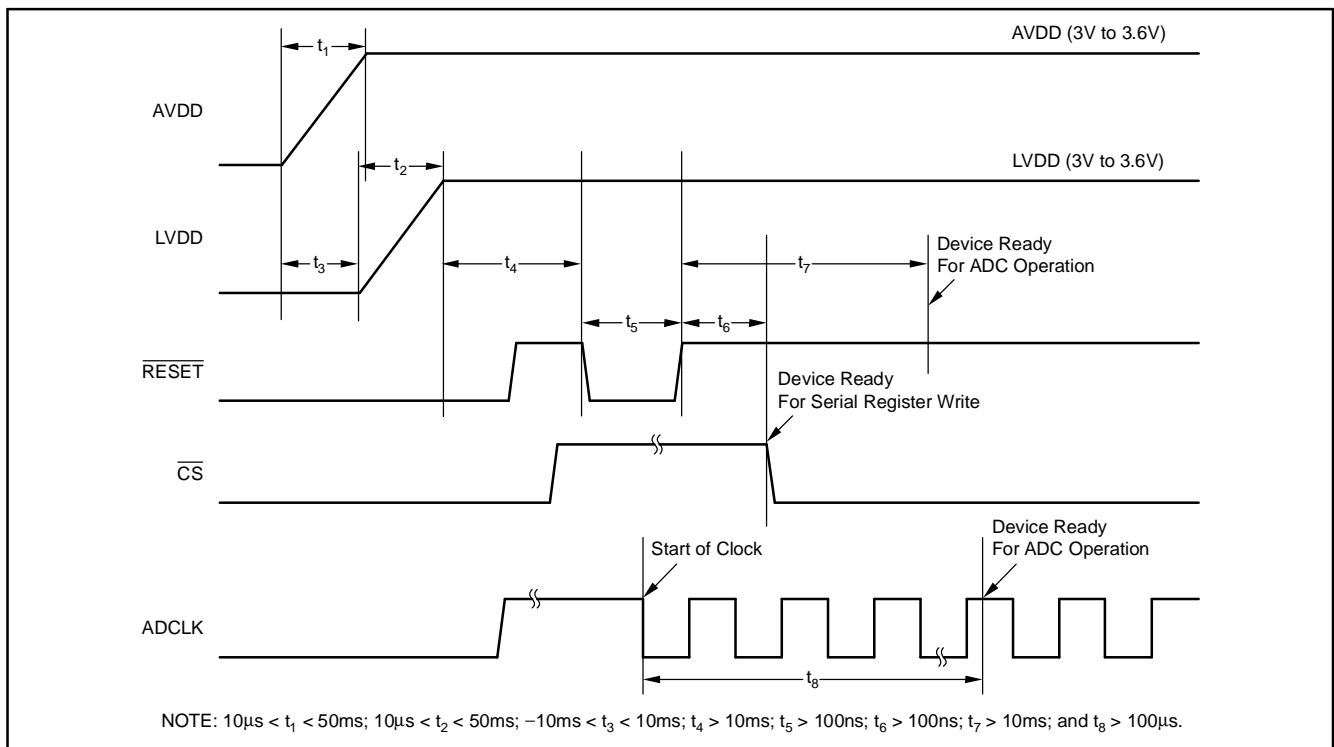 t1
AVDD (3V to 3.6V)
AVDD
t2
LVDD (3V to 3.6V)
LVDD
t3
t4
t7
Device Ready
For ADC Operation
t5
t6
RESET
Device Ready
For Serial Register Write
CS
Start of Clock
Device Ready
For ADC Operation
ADCLK
t8
NOTE: 10µs < t1 < 50ms; 10µs < t2 < 50ms; −10ms < t3 < 10ms; t4 > 10ms; t5 > 100ns; t6 > 100ns; t7 > 10ms; and t8 > 100µs.